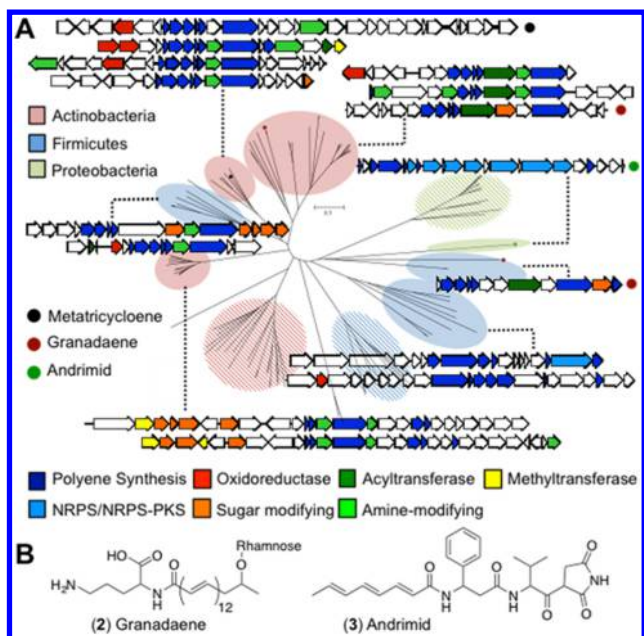 A
Actinobacteria
Firmicutes
Proteobacteria
Metatricycloene
Granadaene
Andrimid
Polyene Synthesis Oxidoreductase Acyltransferase Methyltransferase
NRPS/NRPS-PKS Sugar modifying Amine-modifying
B
Rhamnose
HO O O O
H₂N N H 12
(2) Granadaene
O O O
N H N H O NH O
(3) Andrimid